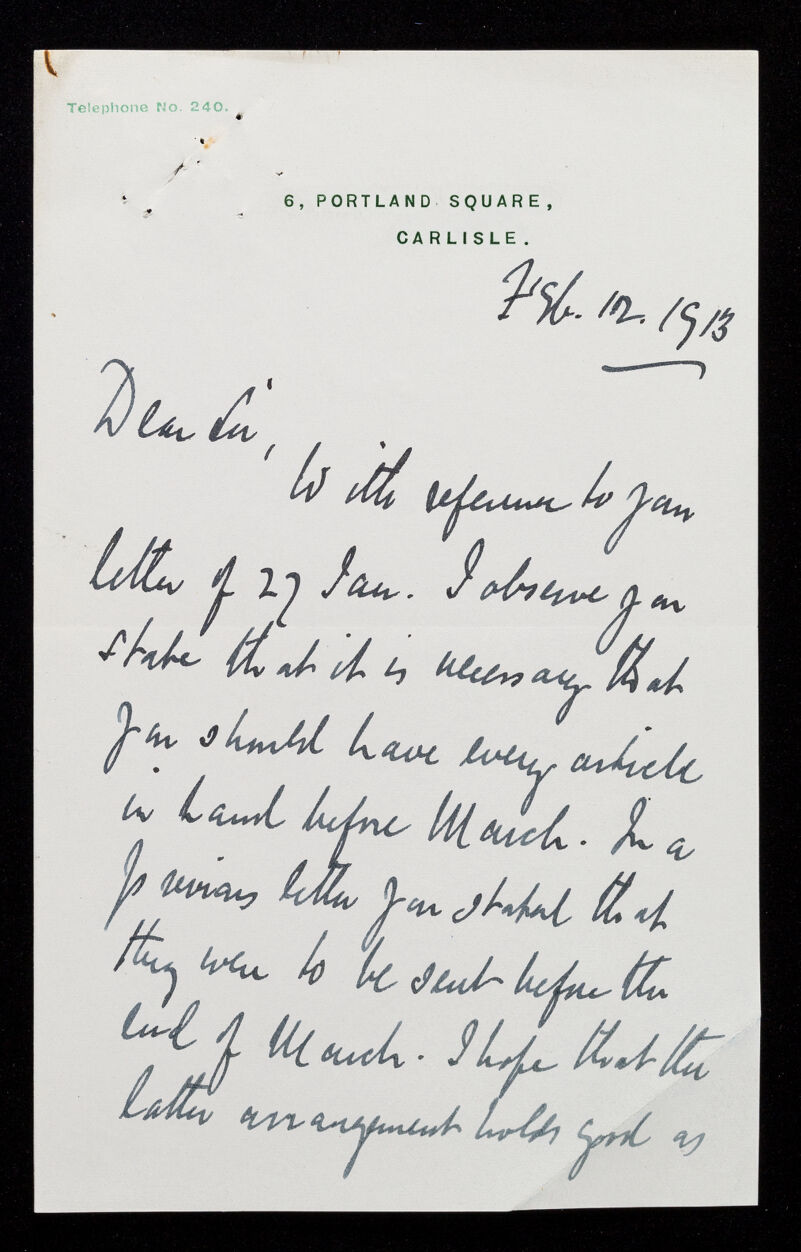 Telephone No. 240.
6, PORTLAND SQUARE,
CARLISLE.
Feb. 12. 1913
Dear Sir,
With reference to your
letter of 27 Jan. I observe you
state that it is necessary that
you should have every article
in hand before March. In a
previous letter you stated that
they were to be sent before the
end of March. I hope that the
latter arrangement holds good as